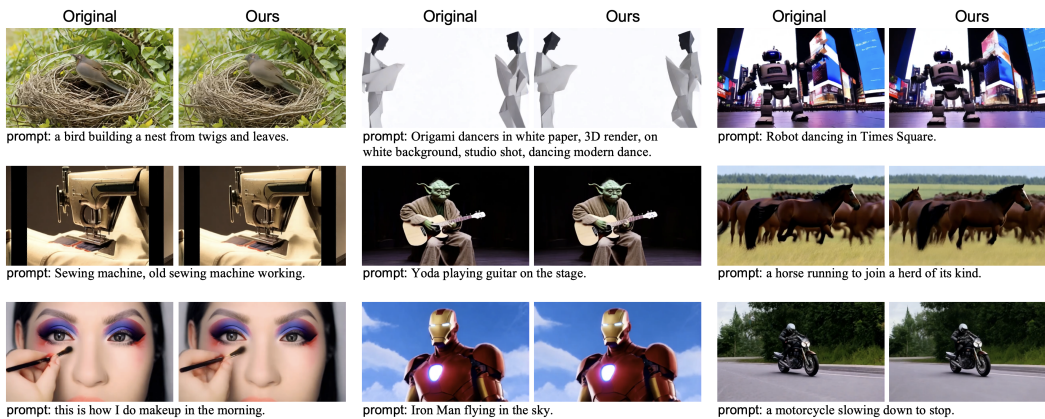 Original
Ours
Original
Ours
Original
Ours
prompt: a bird building a nest from twigs and leaves.
prompt: Origami dancers in white paper, 3D render, on
white background, studio shot, dancing modern dance.
prompt: Robot dancing in Times Square.
prompt: Sewing machine, old sewing machine working.
prompt: Yoda playing guitar on the stage.
prompt: a horse running to join a herd of its kind.
prompt: this is how I do makeup in the morning.
prompt: Iron Man flying in the sky.
prompt: a motorcycle slowing down to stop.